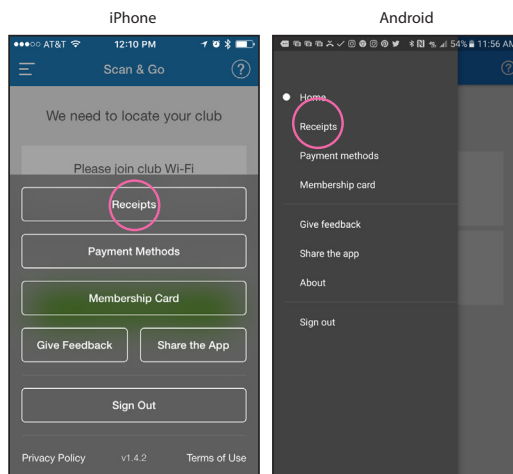 iPhone
AT&T 12:10 PM
Scan & Go ?
We need to locate your club
Please join club Wi-Fi
Receipts
Payment Methods
Membership Card
Give Feedback Share the App
Sign Out
Privacy Policy v1.4.2 Terms of Use
Android
54% 11:56 AM
?
Home
Receipts
Payment methods
Membership card
Give feedback
Share the app
About
Sign out